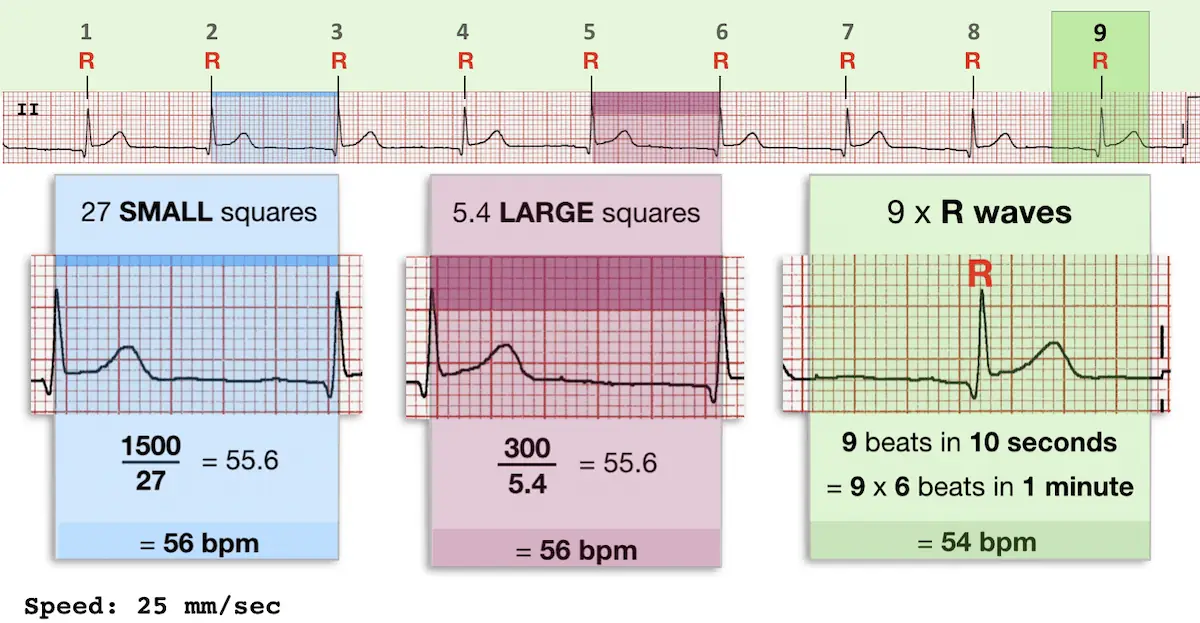 1 2 3 4 5 6 7 8 9
R R R R R R R R R
II
27 SMALL squares
1500
27
= 55.6
= 56 bpm
5.4 LARGE squares
300
5.4
= 55.6
= 56 bpm
9 x R waves
R
9 beats in 10 seconds
= 9 x 6 beats in 1 minute
= 54 bpm
Speed: 25 mm/sec